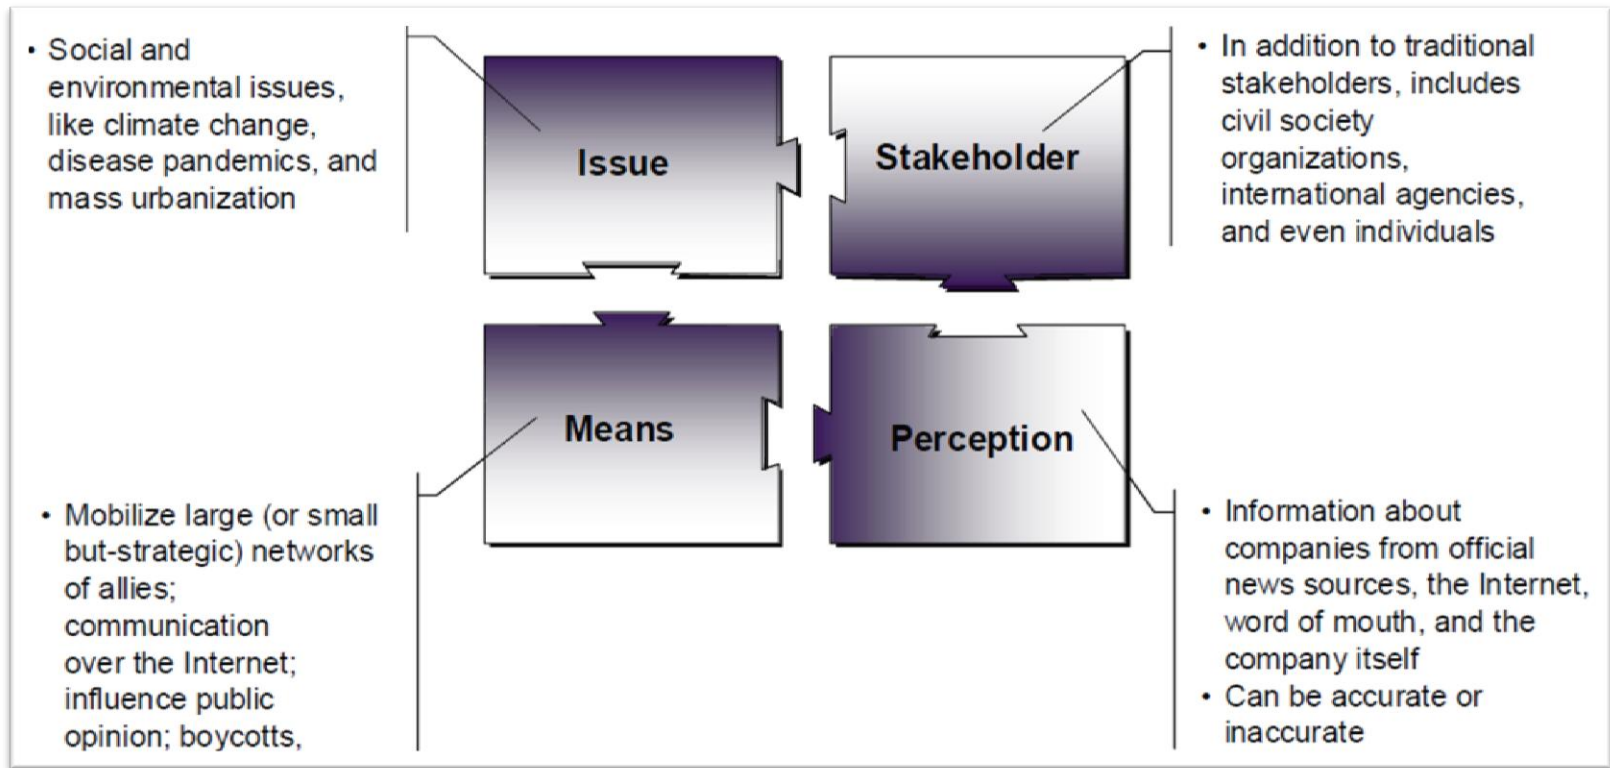 • Social and
environmental issues,
like climate change,
disease pandemics, and
mass urbanization
Issue
Stakeholder
• In addition to traditional
stakeholders, includes
civil society
organizations,
international agencies,
and even individuals
Means
Perception
• Mobilize large (or small
but-strategic) networks
of allies;
communication
over the Internet;
influence public
opinion; boycotts,
• Information about
companies from official
news sources, the Internet,
word of mouth, and the
company itself
• Can be accurate or
inaccurate